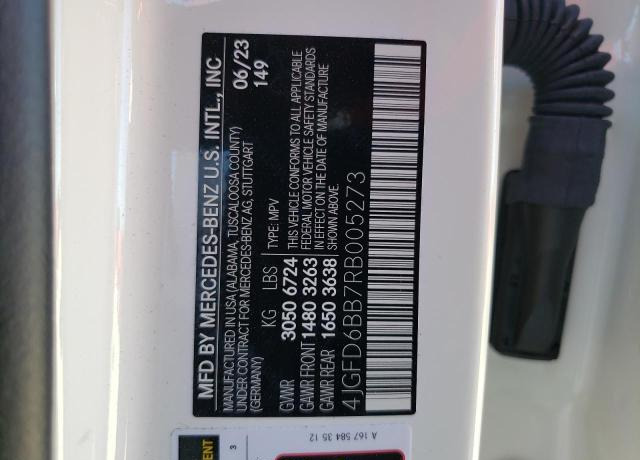 MFD BY MERCEDES-BENZ U.S. INTL., INC
06/23
149
MANUFACTURED IN USA (ALABAMA, TUSCALOOSA COUNTY)
UNDER CONTRACT FOR MERCEDES-BENZ AG, STUTTGART
(GERMANY)
KG LBS TYPE: MPV
GVWR 3050 6724
GAWR FRONT 1480 3263
GAWR REAR 1650 3638
THIS VEHICLE CONFORMS TO ALL APPLICABLE
FEDERAL MOTOR VEHICLE SAFETY STANDARDS
IN EFFECT ON THE DATE OF MANUFACTURE
SHOWN ABOVE
4JGFD6BB7RB005273
3
A 167 584 35 12